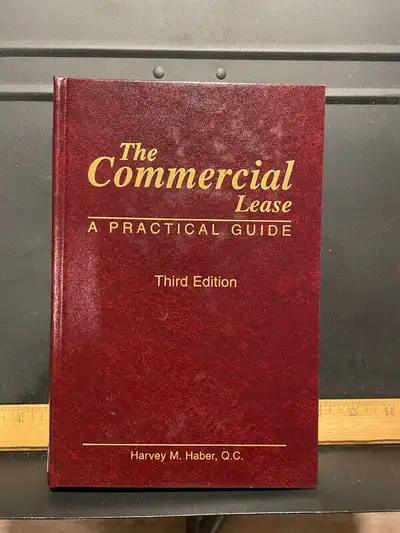 The
Commercial
Lease
A PRACTICAL GUIDE
Third Edition
Harvey M. Haber, Q.C.